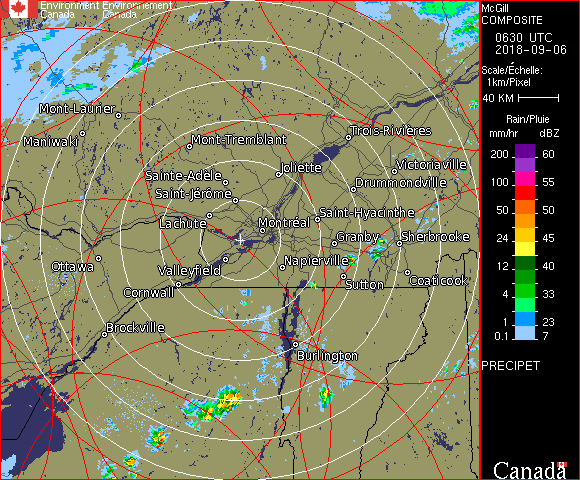 Environment Environnement
Canada Canada
McGill
COMPOSITE
0630 UTC
2018-09-06
Scale/Échelle:
1km/Pixel
40 KM
Rain/Pluie
mm/hr dBZ
200 60
100 55
50 50
24 45
12 40
4 33
1 23
0.1 7
PRECIPET
Canada
Mont-Laurier
Maniwaki
Mont-Tremblant
Trois-Rivières
Joliette
Victoriaville
Sainte-Adèle
Drummondville
Saint-Jérôme
Saint-Hyacinthe
Lachute
Montréal
Granby
Sherbrooke
Ottawa
Valleyfield
Napierville
Coaticook
Cornwall
Sutton
Brockville
Burlington